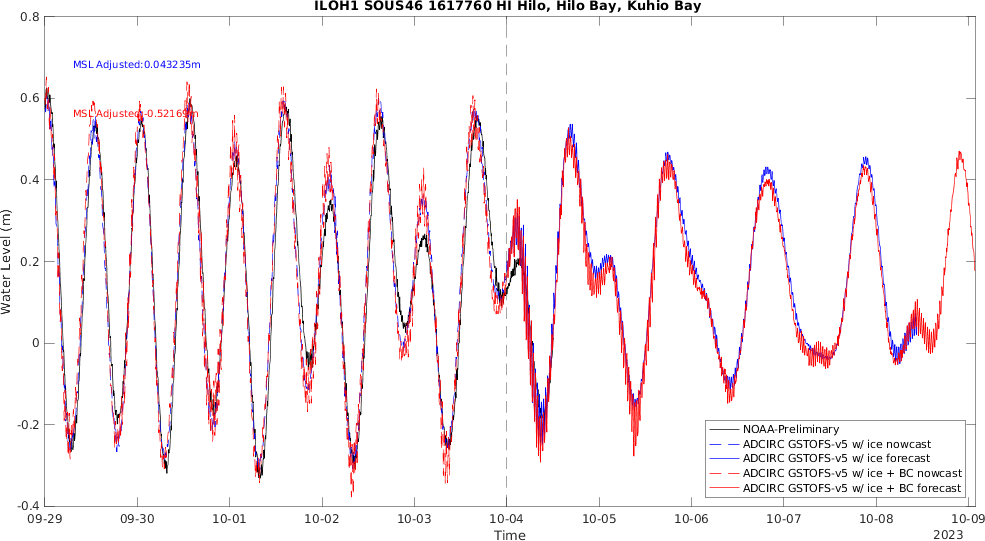 ILOH1 SOUS46 1617760 HI Hilo, Hilo Bay, Kuhio Bay
0.8
MSL Adjusted:0.043235m
0.6
MSL Adjusted:-0.52169m
0.4
0.2
0
-0.2
-0.4
Water Level (m)
NOAA-Preliminary
ADCIRC GSTOFS-v5 w/ ice nowcast
ADCIRC GSTOFS-v5 w/ ice forecast
ADCIRC GSTOFS-v5 w/ ice + BC nowcast
ADCIRC GSTOFS-v5 w/ ice + BC forecast
09-29 09-30 10-01 10-02 10-03 10-04 10-05 10-06 10-07 10-08 10-09
Time
2023